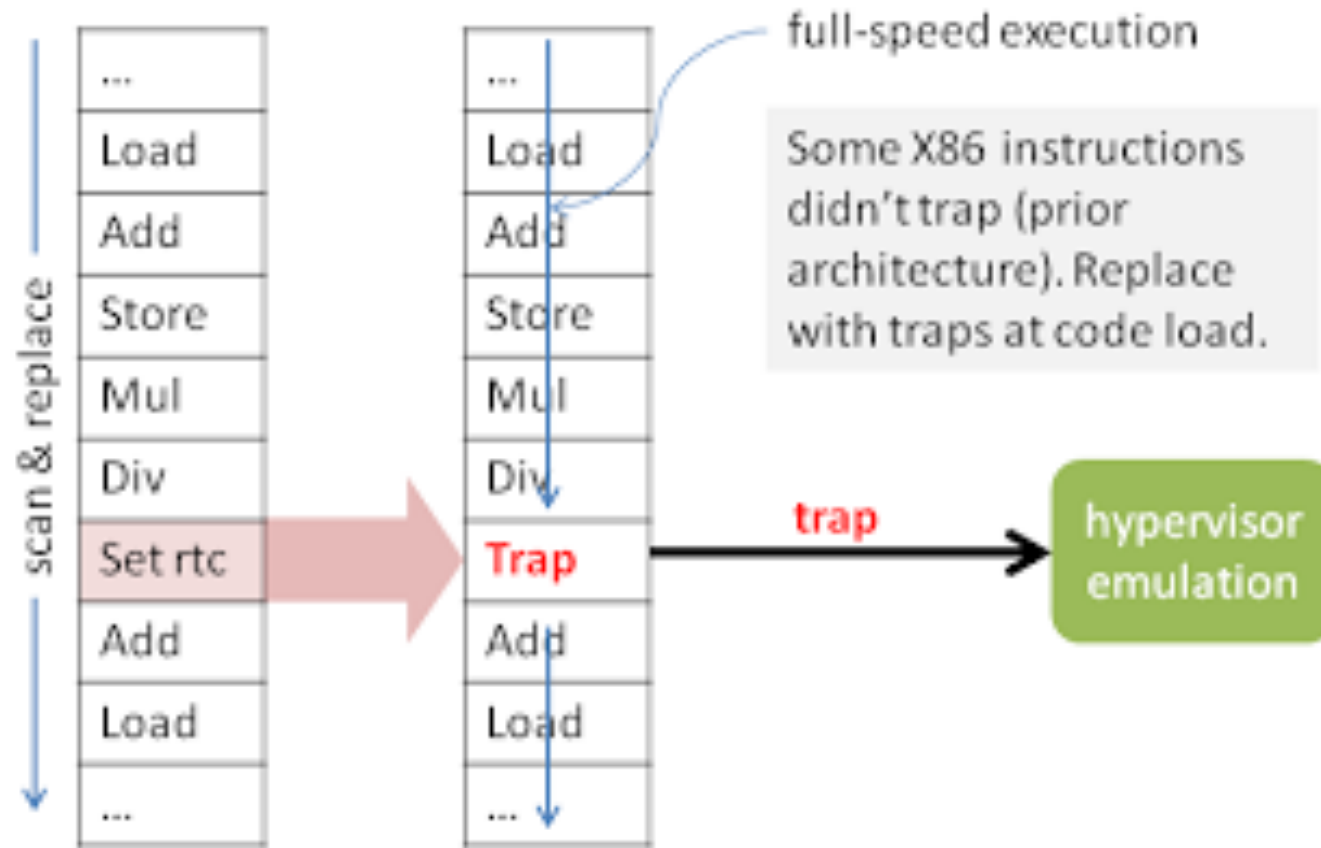 scan & replace
...
Load
Add
Store
Mul
Div
Set rtc
Add
Load
...
...
Load
Add
Store
Mul
Div
Trap
Add
Load
...
full-speed execution
Some X86 instructions
didn't trap (prior
architecture). Replace
with traps at code load.
trap
hypervisor
emulation